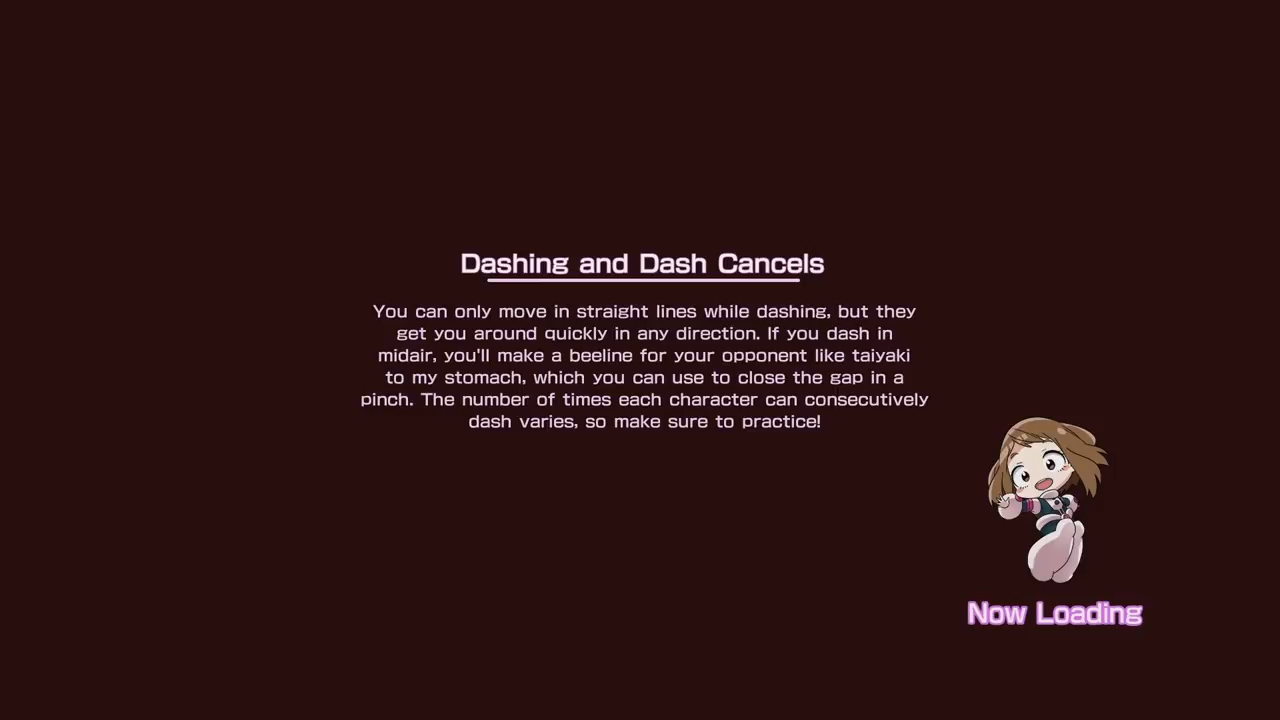 Dashing and Dash Cancels
You can only move in straight lines while dashing, but they
get you around quickly in any direction. If you dash in
midair, you'll make a beeline for your opponent like taiyaki
to my stomach, which you can use to close the gap in a
pinch. The number of times each character can consecutively
dash varies, so make sure to practice!
Now Loading